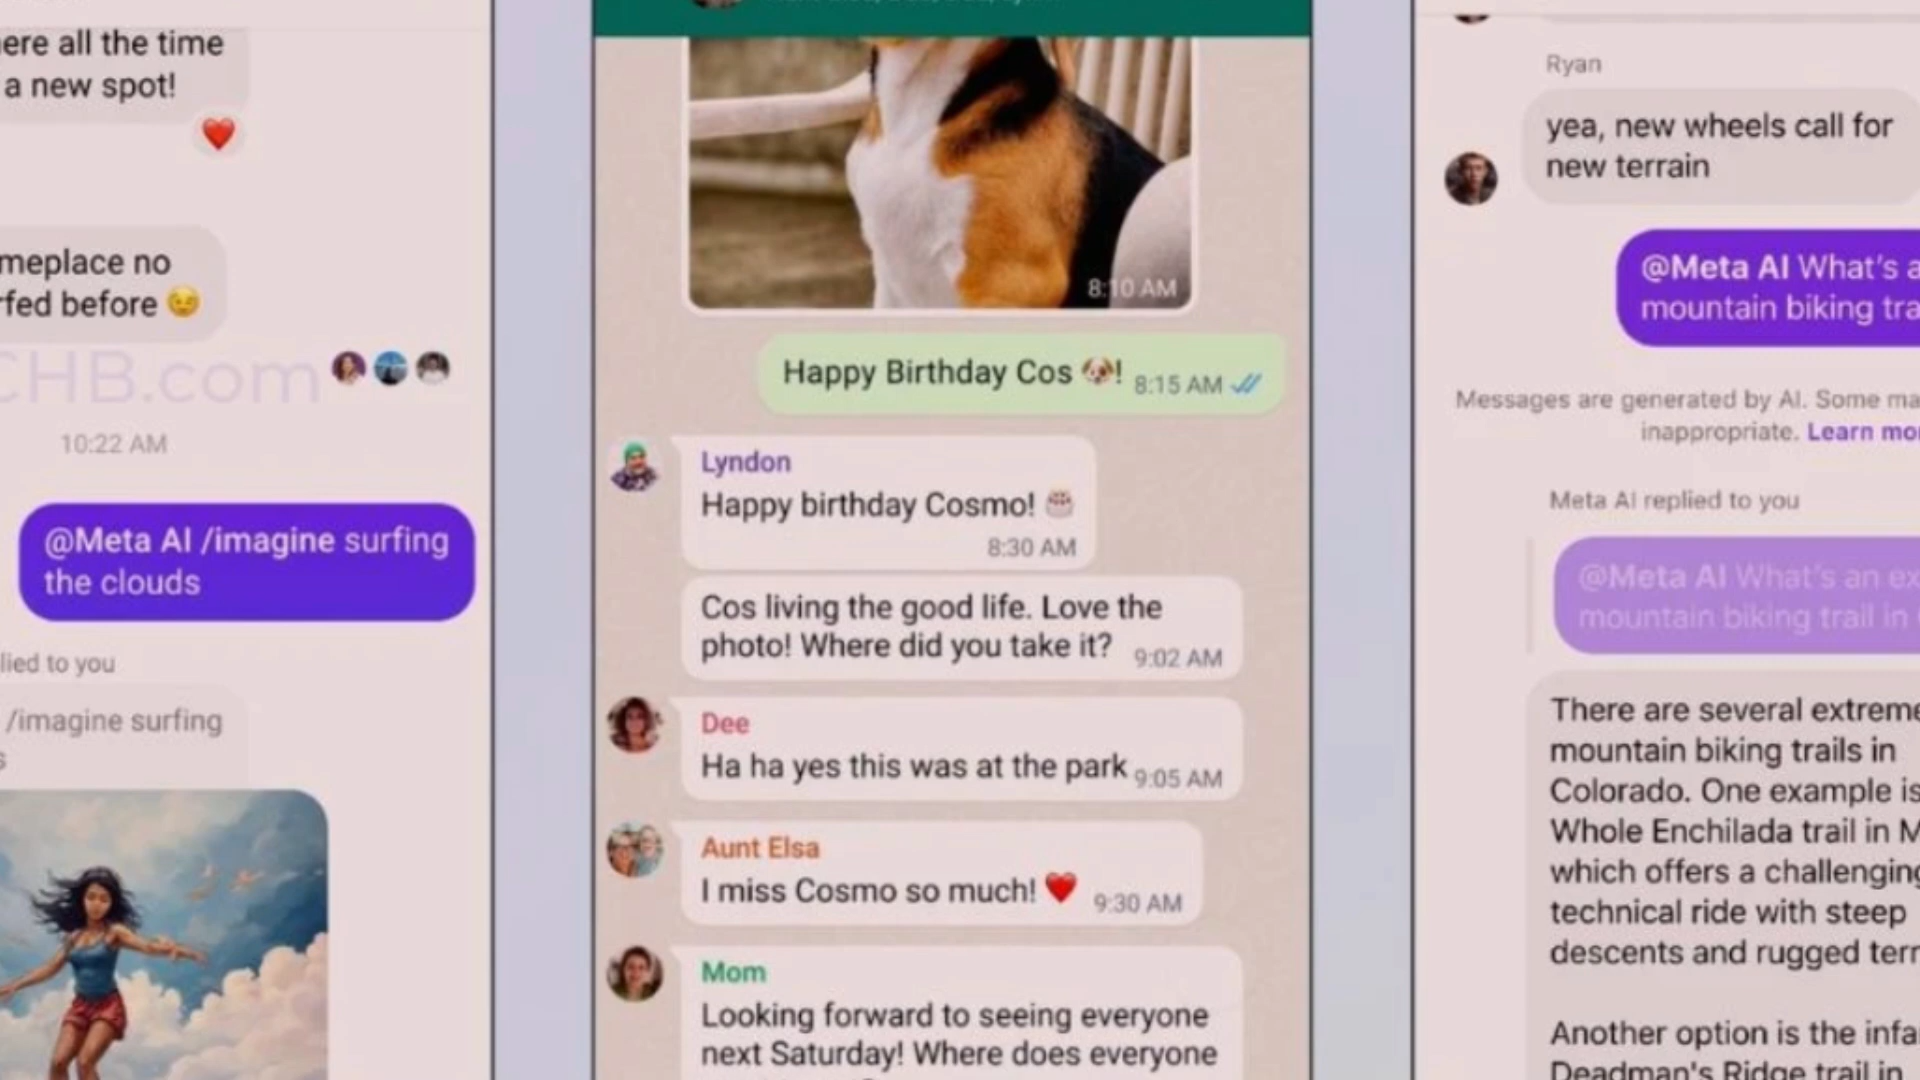 ere all the time
a new spot!
meplace no
rfed before 😉
CHB.com
10:22 AM
@Meta AI /imagine surfing
the clouds
lied to you
/imagine surfing
s
8:10 AM
Happy Birthday Cos 🐶! 8:15 AM
Lyndon
Happy birthday Cosmo! 🎂
8:30 AM
Cos living the good life. Love the
photo! Where did you take it? 9:02 AM
Dee
Ha ha yes this was at the park 9:05 AM
Aunt Elsa
I miss Cosmo so much! ❤️ 9:30 AM
Mom
Looking forward to seeing everyone
next Saturday! Where does everyone
Ryan
yea, new wheels call for
new terrain
@Meta AI What's a
mountain biking tra
Messages are generated by AI. Some ma
inappropriate. Learn mo
Meta AI replied to you
@Meta AI What's an ex
mountain biking trail in
There are several extreme
mountain biking trails in
Colorado. One example is
Whole Enchilada trail in M
which offers a challenging
technical ride with steep
descents and rugged terr
Another option is the infa
Deadman's Ridge trail in